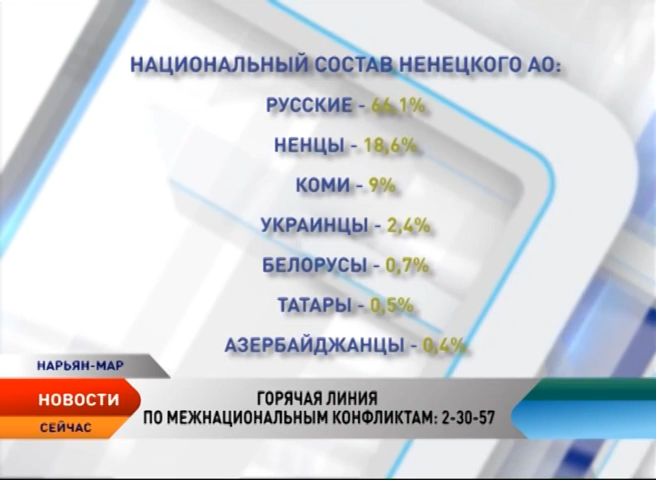 НАЦИОНАЛЬНЫЙ СОСТАВ НЕНЕЦКОГО АО:
РУССКИЕ - 66,1%
НЕНЦЫ - 18,6%
КОМИ - 9%
УКРАИНЦЫ - 2,4%
БЕЛОРУСЫ - 0,7%
ТАТАРЫ - 0,5%
АЗЕРБАЙДЖАНЦЫ - 0,4%
НАРЬЯН-МАР
НОВОСТИ
СЕЙЧАС
ГОРЯЧАЯ ЛИНИЯ
ПО МЕЖНАЦИОНАЛЬНЫМ КОНФЛИКТАМ: 2-30-57